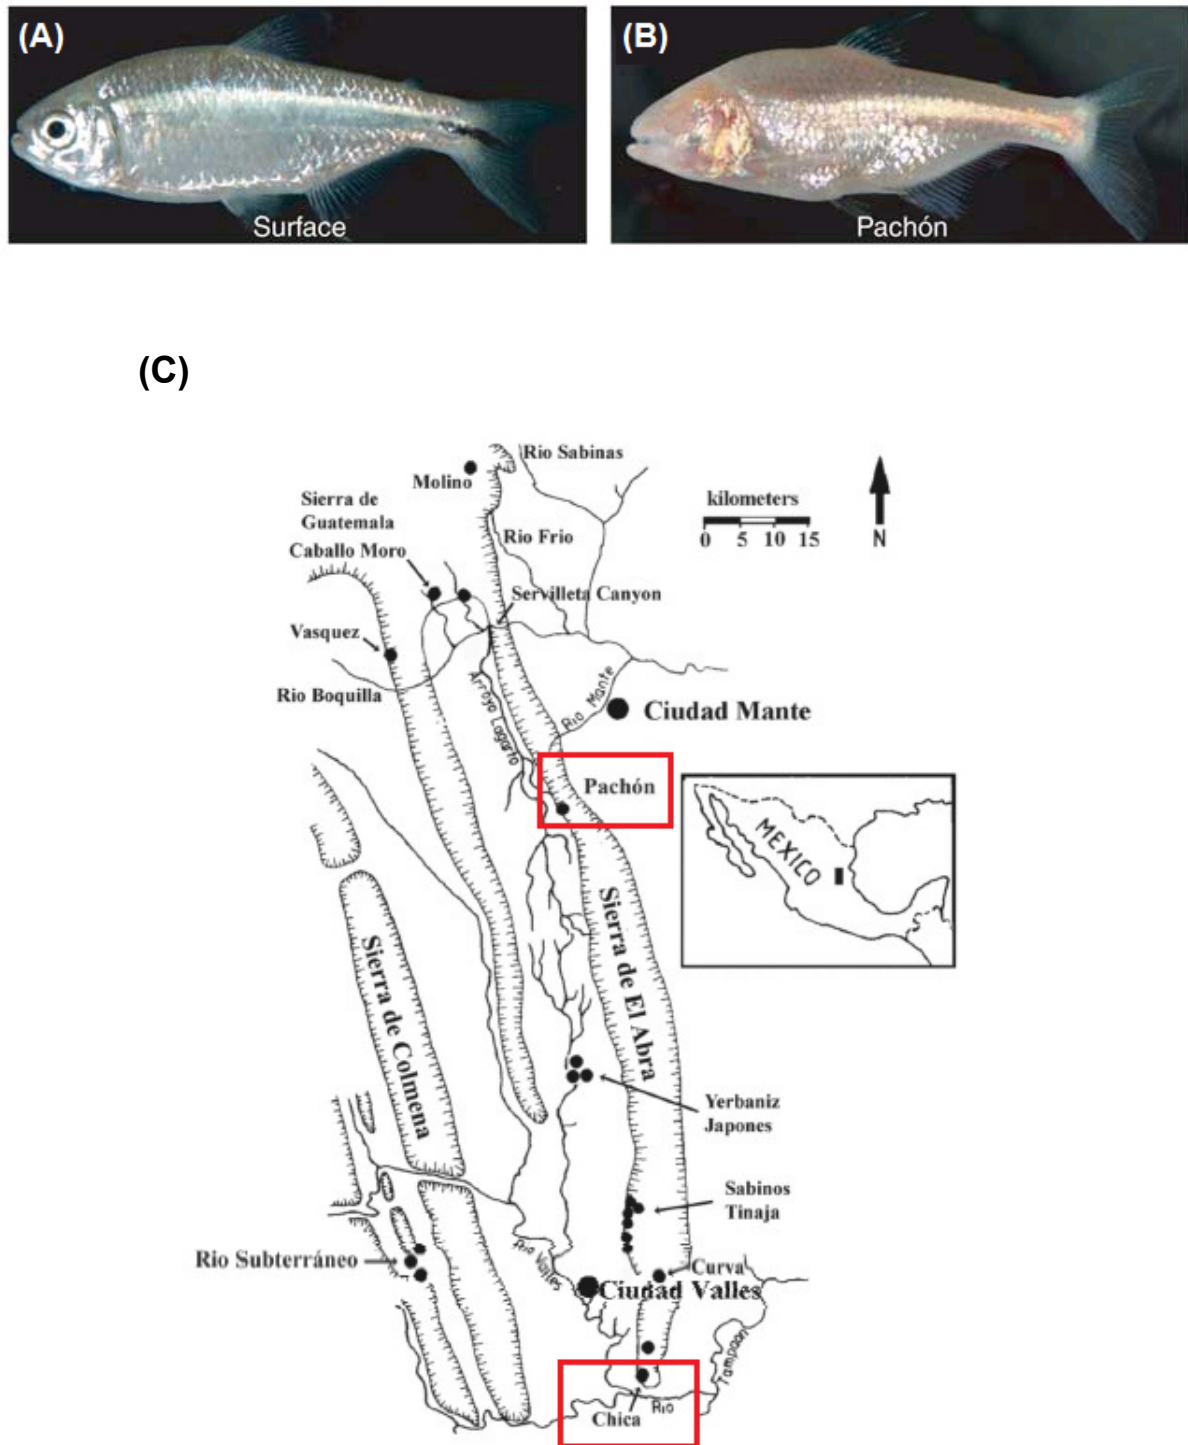 (A)
Surface
(B)
Pachón
(C)
Rio Sabinas
Molino
Sierra de
Guatemala
kilometers
0 5 10 15
N
Rio Frio
Caballo Moro
Servilleta Canyon
Vasquez
Rio Boquilla
Arroyo Lagarto
Rio Mante
Ciudad Mante
Pachón
MEXICO
Sierra de El Abra
Sierra de Colmena
Yerbaniz
Japones
Sabinos
Tinaja
Rio Subterráneo
Rio Valles
Curva
Ciudad Valles
Tampaon
Chica
Rio